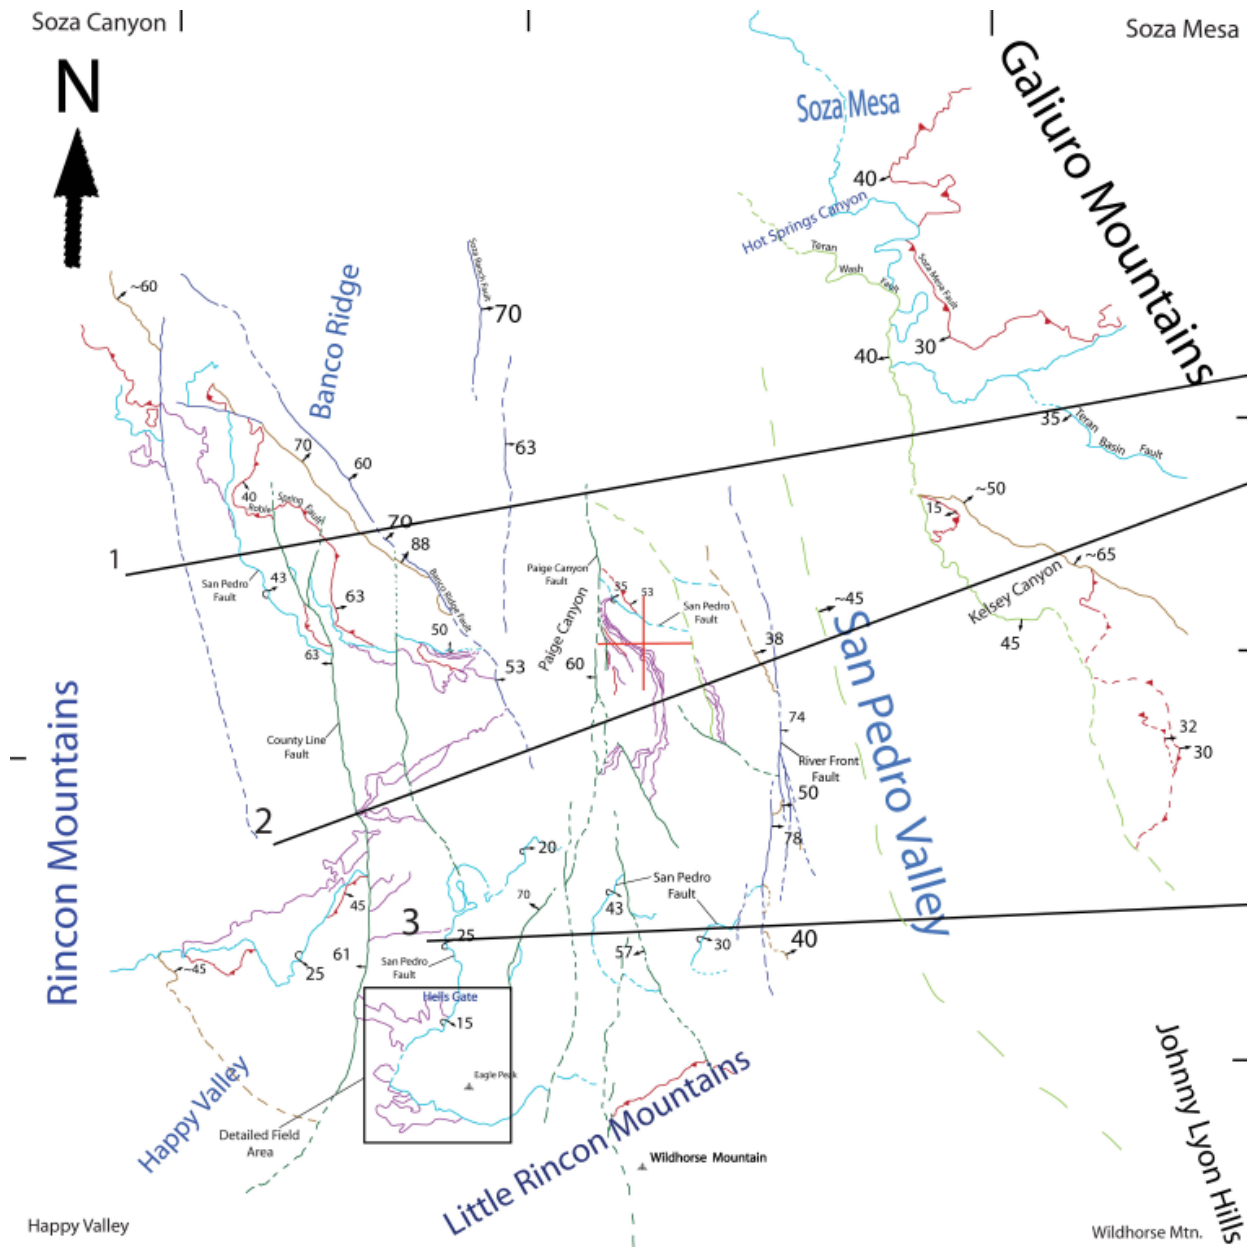 Soza Canyon
Soza Mesa
N
Galiuro Mountains
Soza Mesa
40
Hot Springs Canyon
Teran
Wash
Fault
Soza Mesa Fault
Soza Ranch Fault
~60
Banco Ridge
70
30
40
35
Teran
Basin
Fault
63
70
60
40
Roble
Spring Fault
70
~50
15
1
88
~65
San Pedro
Fault
43
Banco Ridge Fault
Paige Canyon
Fault
35
53
San Pedro
Fault
Kelsey Canyon
63
~45
50
Paige Canyon
38
45
63
53
60
San Pedro Valley
Rincon Mountains
74
32
30
County Line
Fault
River Front
Fault
50
2
78
20
San Pedro
Fault
45
70
43
3
25
30
40
61
57
~45
25
San Pedro
Fault
Hells Gate
15
Eagle Peak
Happy Valley
Detailed Field
Area
Little Rincon Mountains
Wildhorse Mountain
Johnny Lyon Hills
Happy Valley
Wildhorse Mtn.